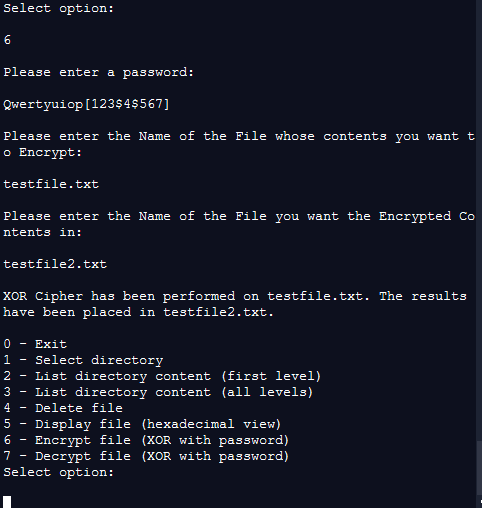 Select option:
6
Please enter a password:
Qwertyuiop[123$4$567]
Please enter the Name of the File whose contents you want t
o Encrypt:
testfile.txt
Please enter the Name of the File you want the Encrypted Co
ntents in:
testfile2.txt
XOR Cipher has been performed on testfile.txt. The results
have been placed in testfile2.txt.
0 - Exit
1 - Select directory
2 - List directory content (first level)
3 - List directory content (all levels)
4 - Delete file
5 - Display file (hexadecimal view)
6 - Encrypt file (XOR with password)
7 - Decrypt file (XOR with password)
Select option: